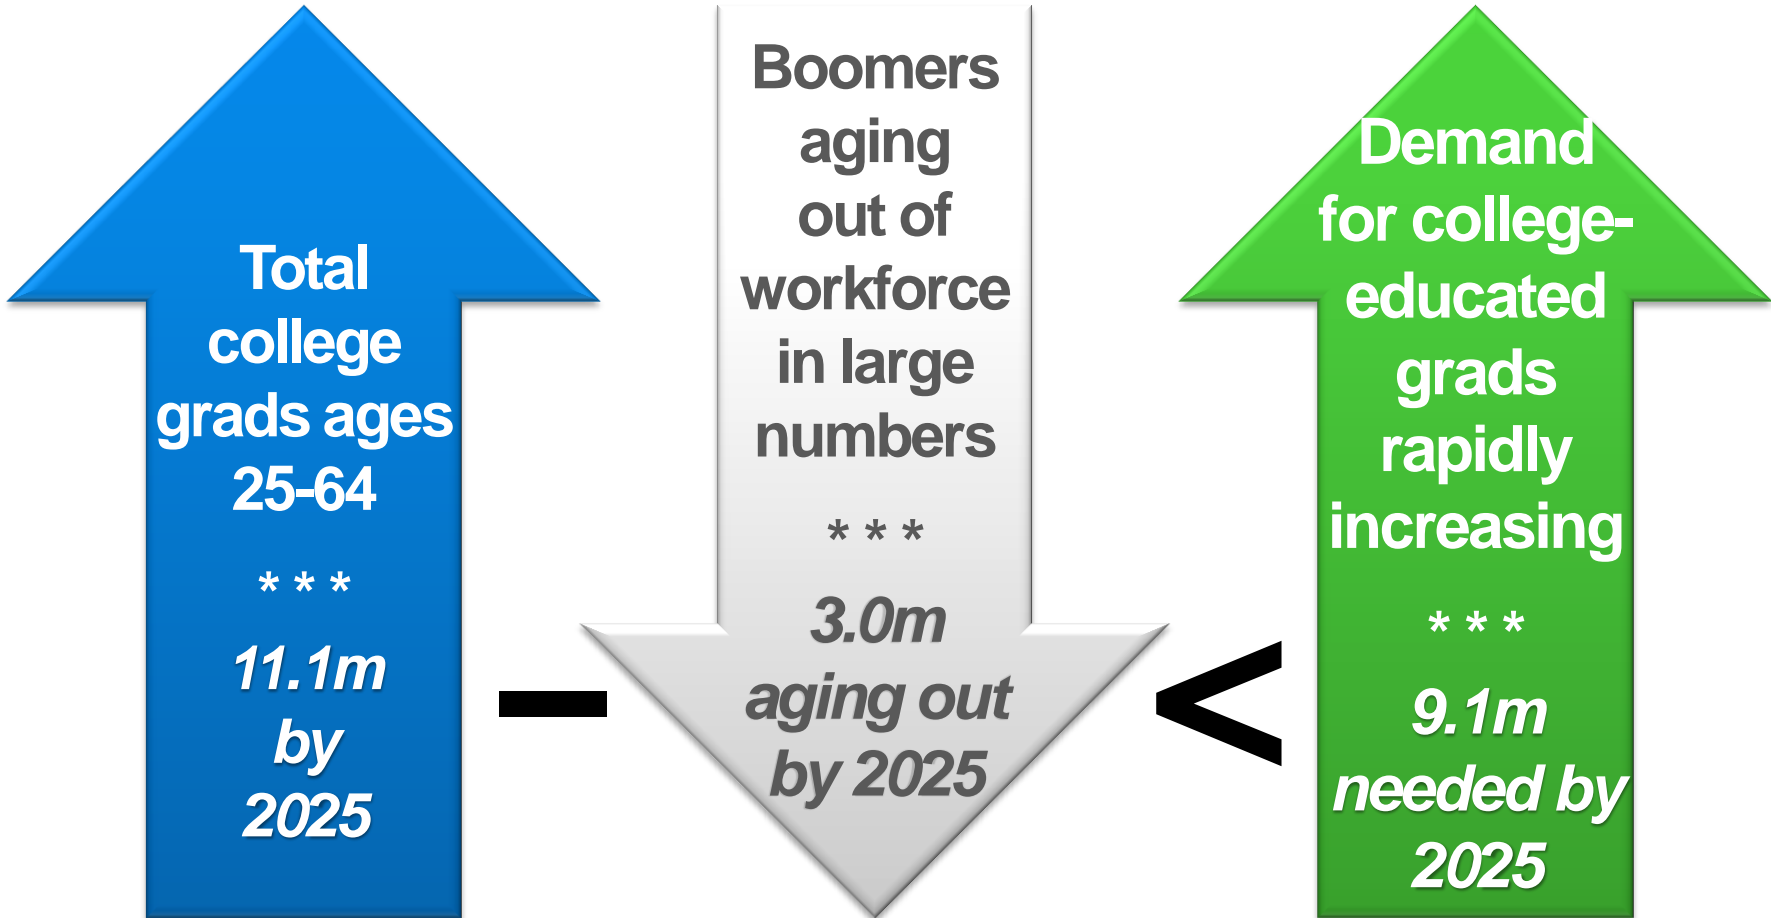 Total
college
grads ages
25-64
* * *
11.1m
by
2025
–
Boomers
aging
out of
workforce
in large
numbers
* * *
3.0m
aging out
by 2025
<
Demand
for college-
educated
grads
rapidly
increasing
* * *
9.1m
needed by
2025